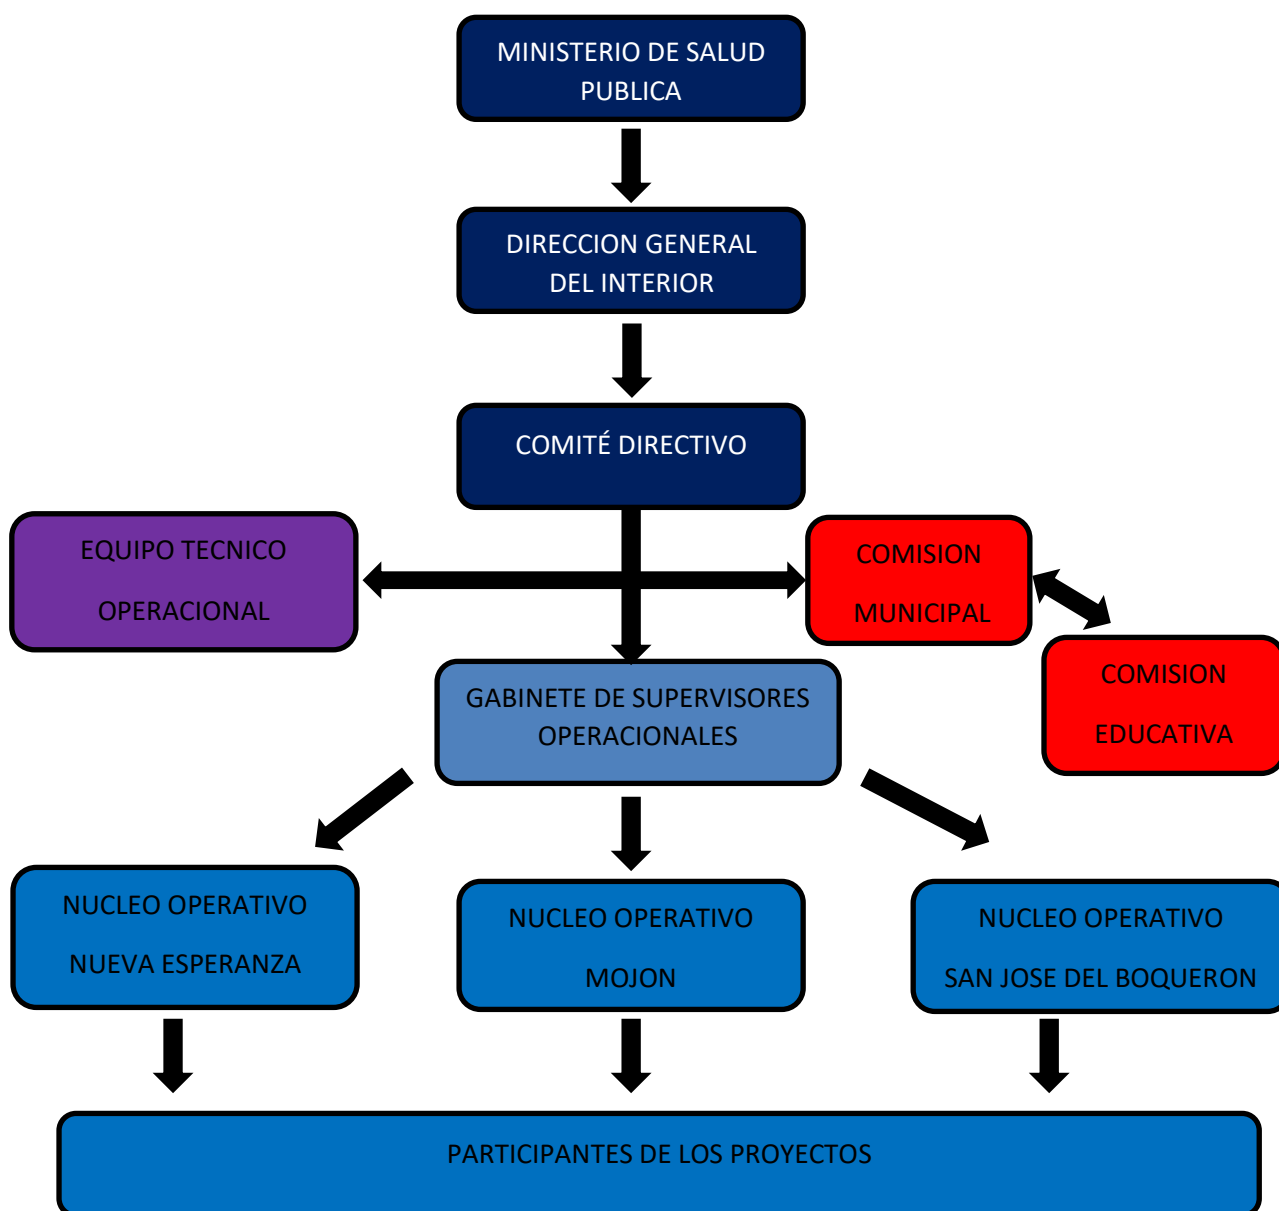 MINISTERIO DE SALUD
PUBLICA
DIRECCION GENERAL
DEL INTERIOR
COMITÉ DIRECTIVO
EQUIPO TECNICO
OPERACIONAL
COMISION
MUNICIPAL
COMISION
EDUCATIVA
GABINETE DE SUPERVISORES
OPERACIONALES
NUCLEO OPERATIVO
NUEVA ESPERANZA
NUCLEO OPERATIVO
MOJON
NUCLEO OPERATIVO
SAN JOSE DEL BOQUERON
PARTICIPANTES DE LOS PROYECTOS